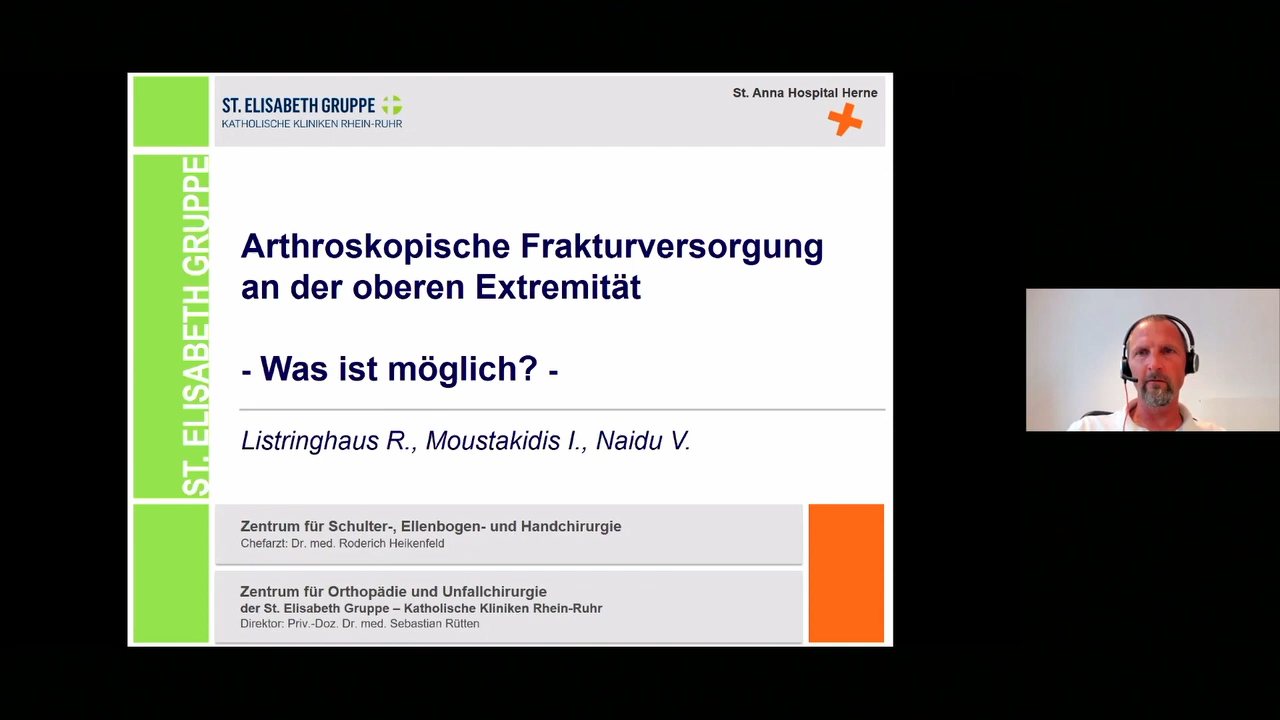 ST. ELISABETH GRUPPE
KATHOLISCHE KLINIKEN RHEIN-RUHR
St. Anna Hospital Herne
ST. ELISABETH GRUPPE
Arthroskopische Frakturversorgung
an der oberen Extremität
- Was ist möglich? -
Listringhaus R., Moustakidis I., Naidu V.
Zentrum für Schulter-, Ellenbogen- und Handchirurgie
Chefarzt: Dr. med. Roderich Heikenfeld
Zentrum für Orthopädie und Unfallchirurgie
der St. Elisabeth Gruppe – Katholische Kliniken Rhein-Ruhr
Direktor: Priv.-Doz. Dr. med. Sebastian Rütten